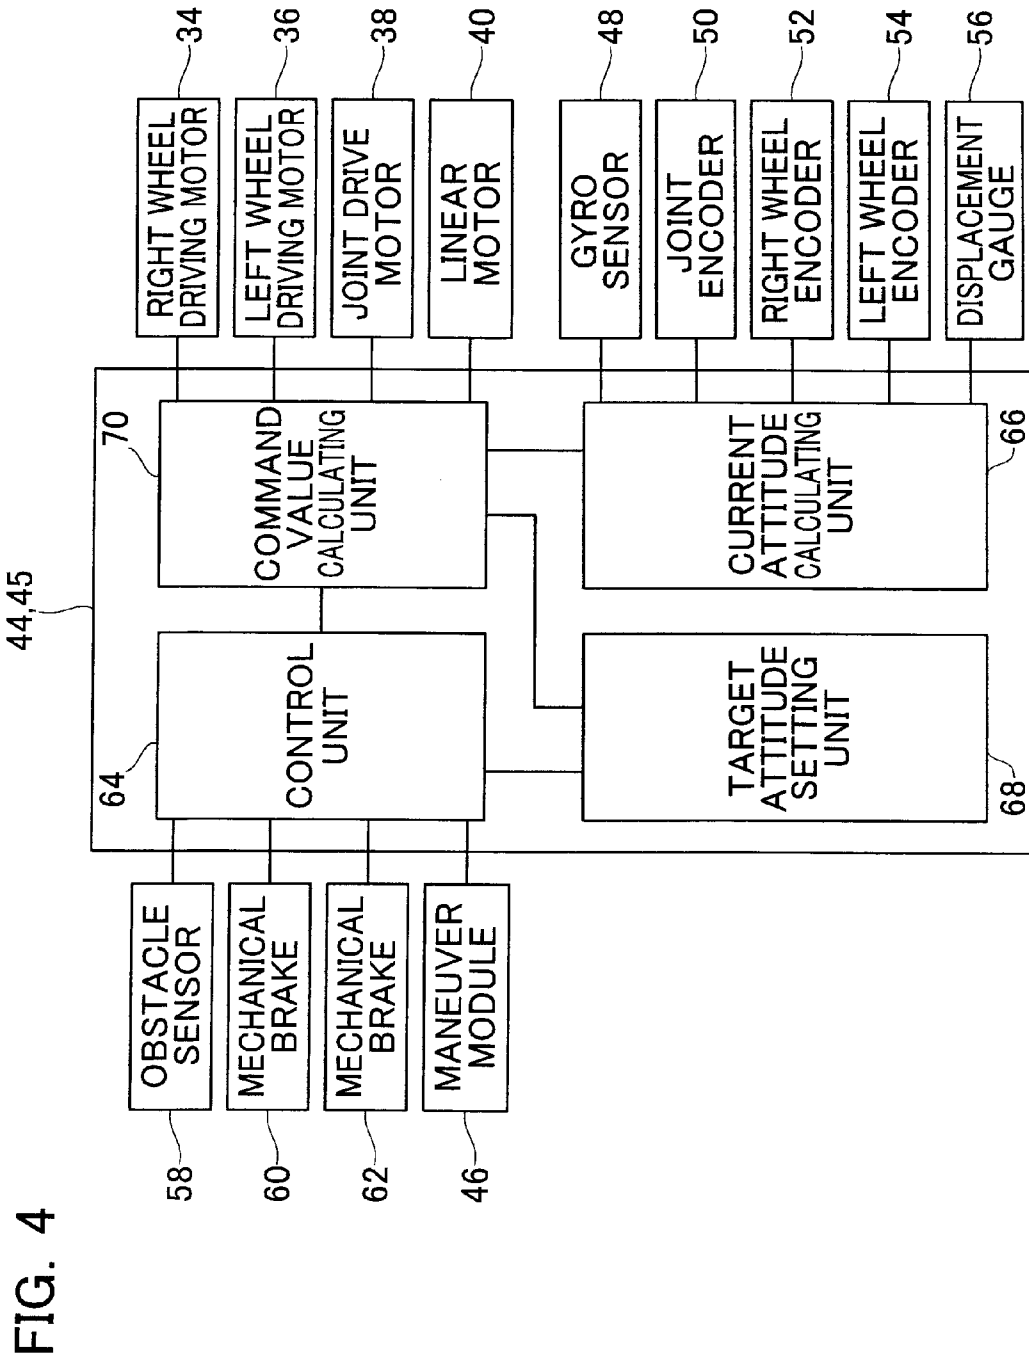 FIG. 4
44,45
58
OBSTACLE
SENSOR
60
MECHANICAL
BRAKE
62
MECHANICAL
BRAKE
46
MANEUVER
MODULE
64
CONTROL
UNIT
70
COMMAND
VALUE
CALCULATING
UNIT
RIGHT WHEEL
DRIVING MOTOR
34
LEFT WHEEL
DRIVING MOTOR
36
JOINT DRIVE
MOTOR
38
LINEAR
MOTOR
40
TARGET
ATTITUDE
SETTING
UNIT
68
CURRENT
ATTITUDE
CALCULATING
UNIT
66
GYRO
SENSOR
48
JOINT
ENCODER
50
RIGHT WHEEL
ENCODER
52
LEFT WHEEL
ENCODER
54
DISPLACEMENT
GAUGE
56